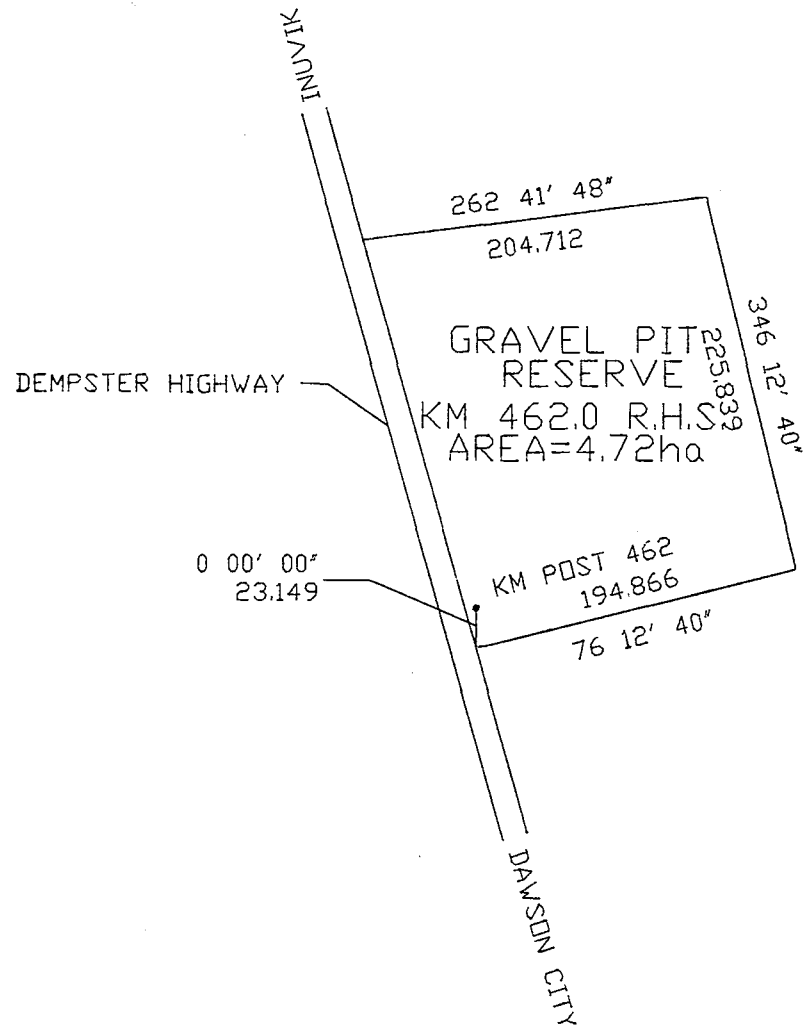 INUVIK
262 41' 48"
204.712
346 12' 40"
225.839
GRAVEL PIT
RESERVE
KM 462.0 R.H.S.
AREA=4.72ha
DEMPSTER HIGHWAY
0 00' 00"
23.149
KM POST 462
194.866
76 12' 40"
DAWSON CITY